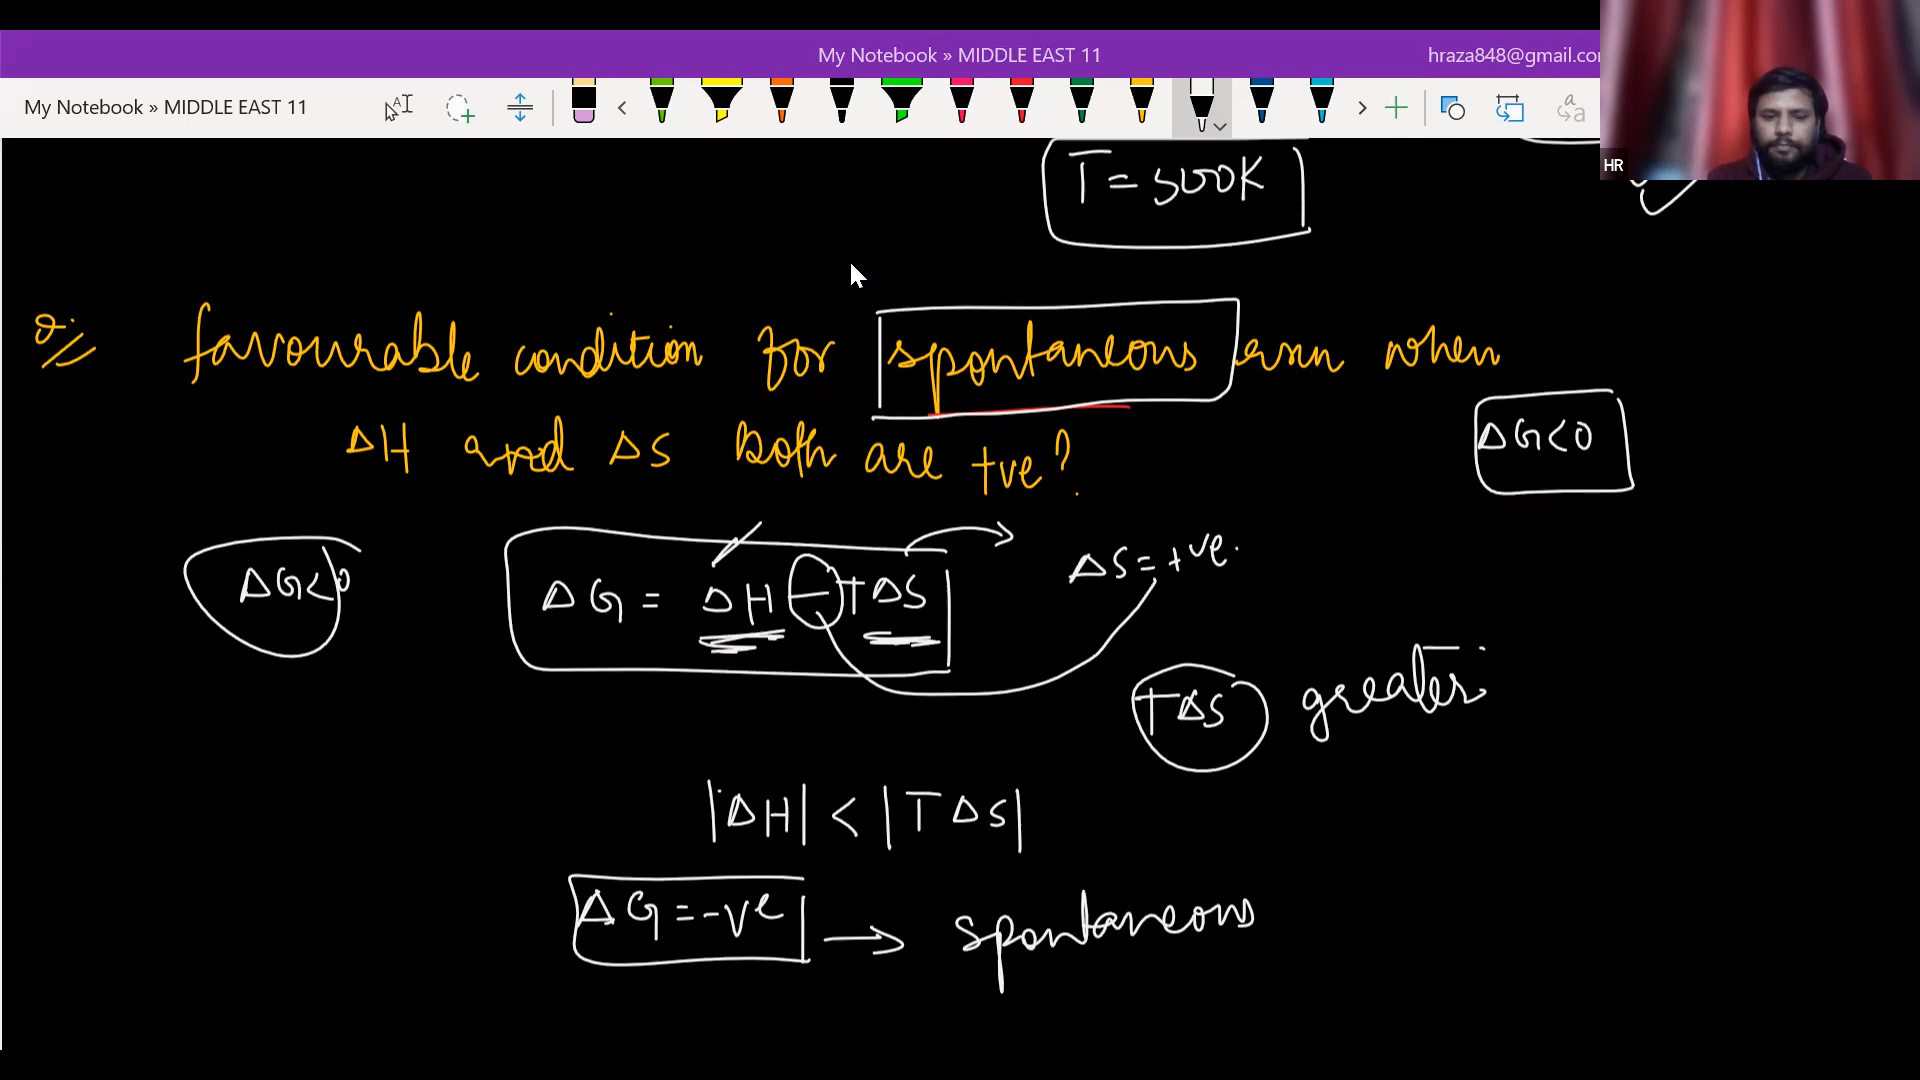 My Notebook » MIDDLE EAST 11
hraza848@gmail.co
My Notebook » MIDDLE EAST 11
HR
T = 500K
Q:
favourable condition for spontaneous rxn when
ΔH and ΔS both are +ve?
ΔG<0
ΔG<0
ΔG = ΔH - TΔS
ΔS = +ve.
TΔS greater
|ΔH| < |TΔS|
ΔG = -ve → spontaneous